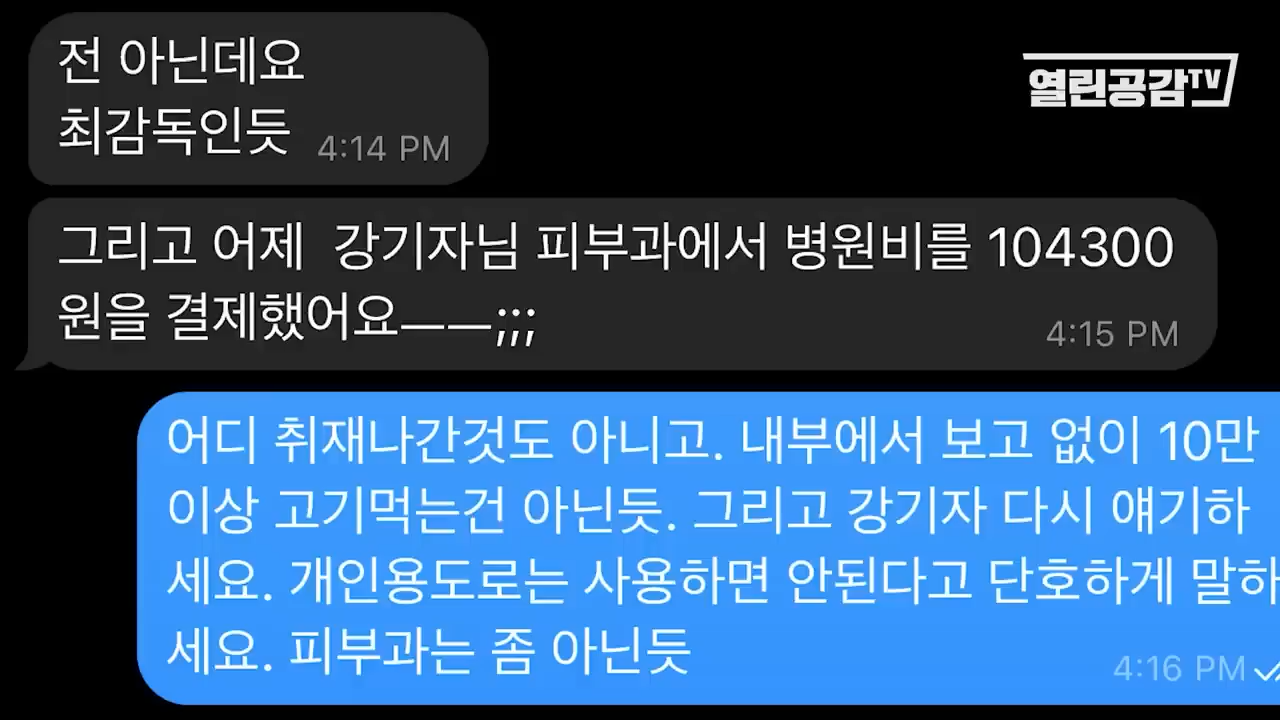 전 아닌데요
최감독인듯 4:14 PM
열린공감TV
그리고 어제  강기자님 피부과에서 병원비를 104300
원을 결제했어요ㅡㅡ;;;
4:15 PM
어디 취재나간것도 아니고. 내부에서 보고 없이 10만
이상 고기먹는건 아닌듯. 그리고 강기자 다시 얘기하
세요. 개인용도로는 사용하면 안된다고 단호하게 말하
세요. 피부과는 좀 아닌듯
4:16 PM